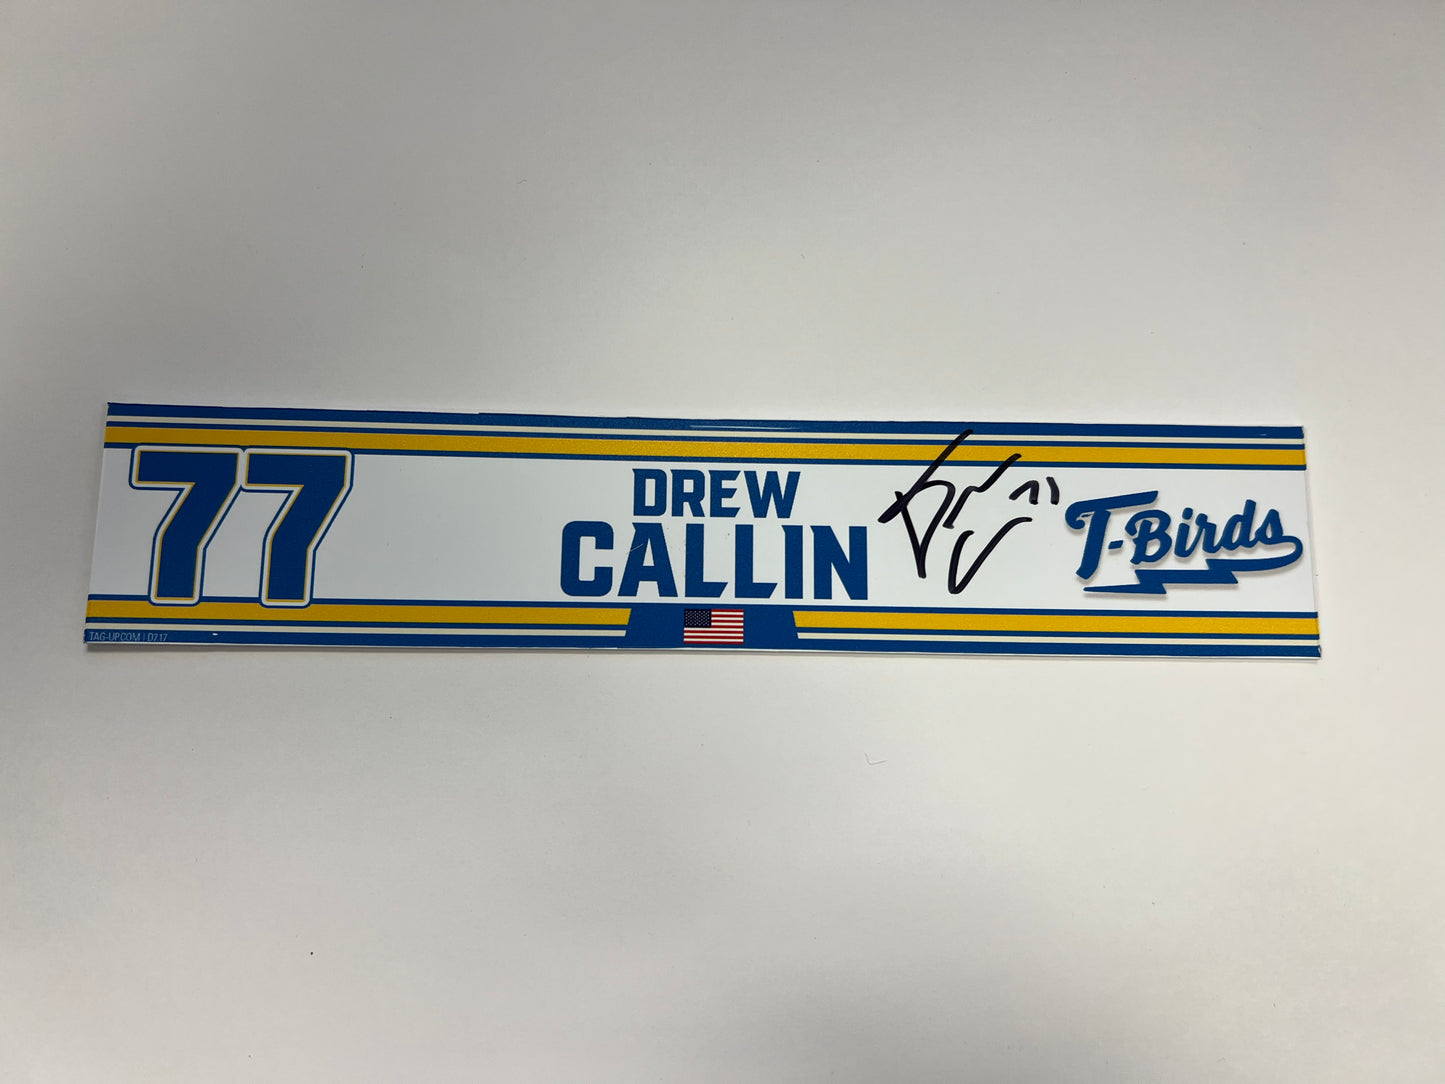 77
DREW
CALLIN
T-Birds
TAG-UP.COM | D717